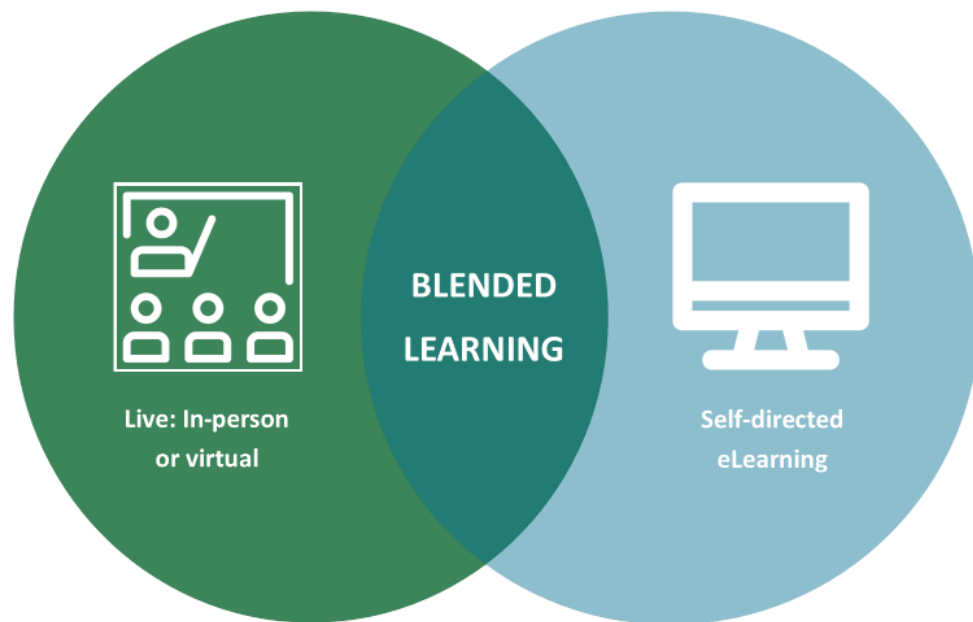 BLENDED
LEARNING
Live: In-person
or virtual
Self-directed
eLearning